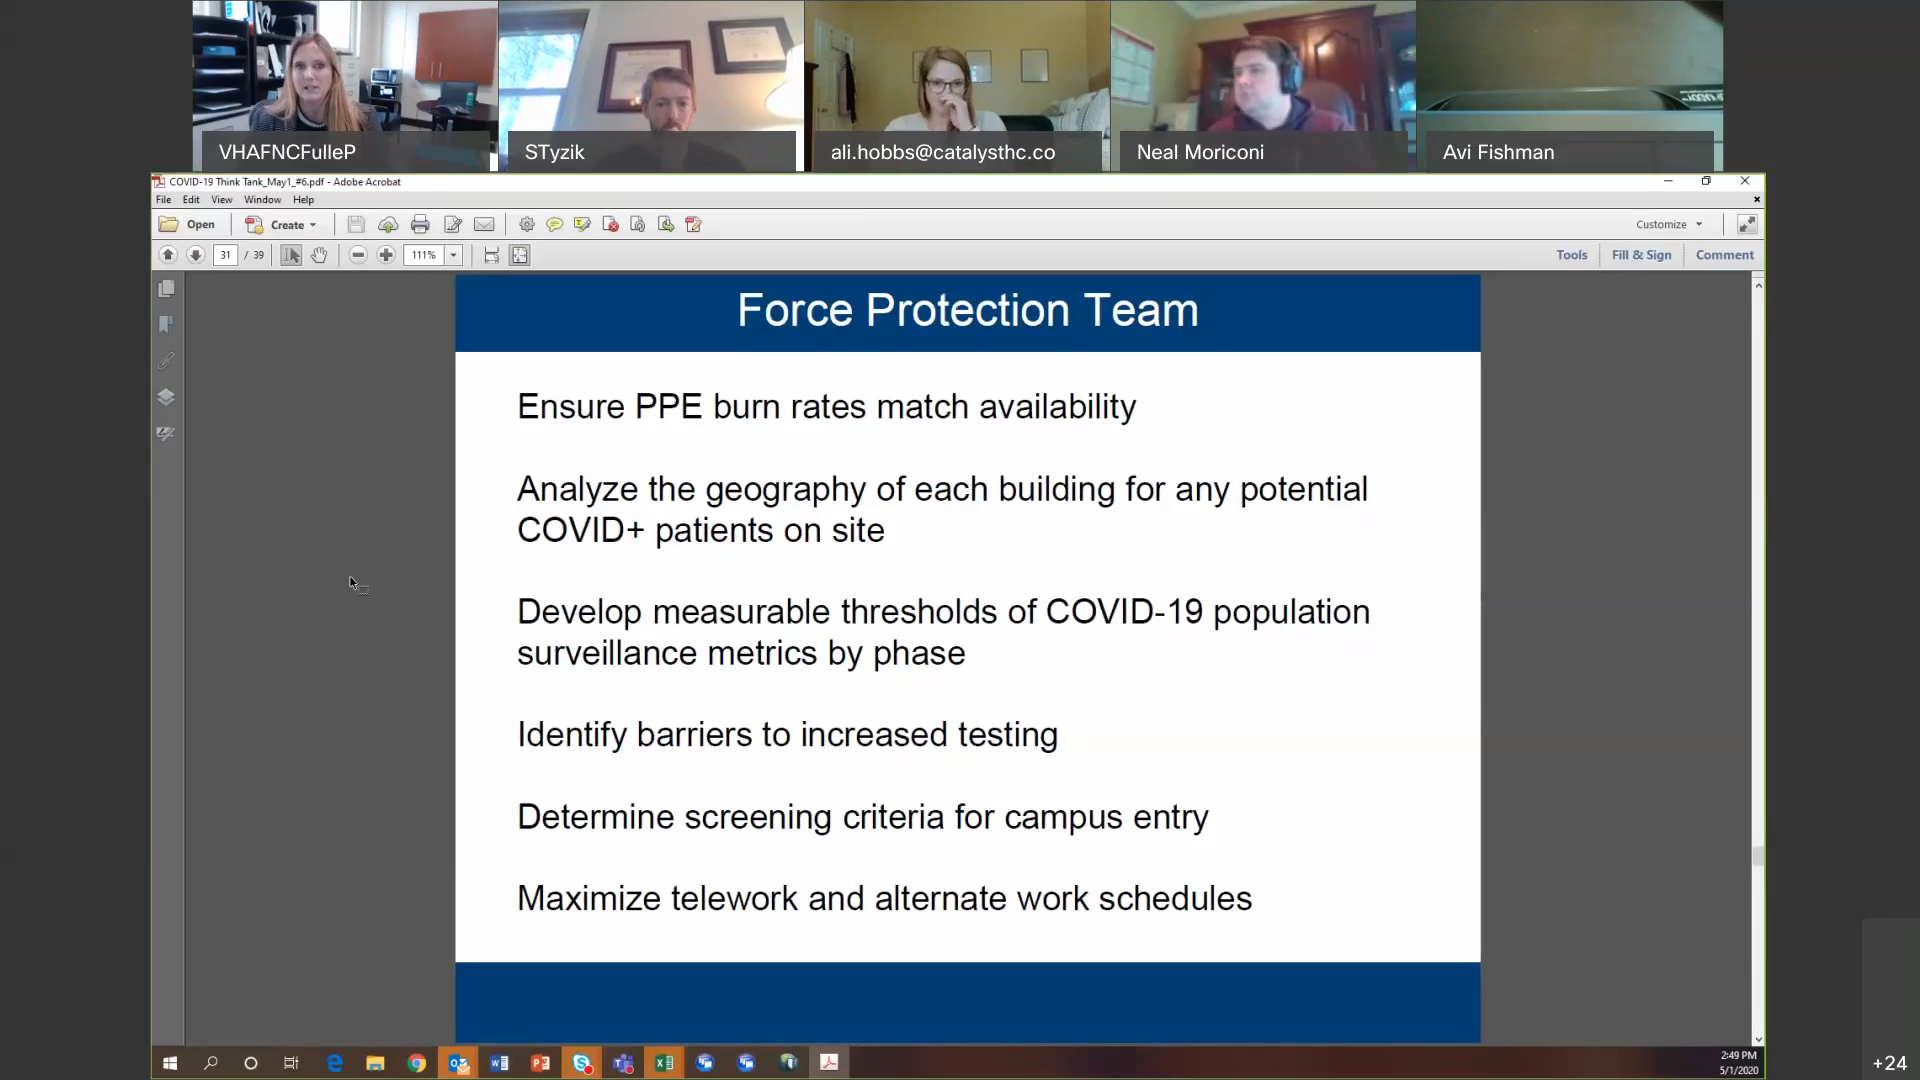 VHAFNCFulleP
STyzik
ali.hobbs@catalysthc.co
Neal Moriconi
Avi Fishman
COVID-19 Think Tank_May1_#6.pdf - Adobe Acrobat
File Edit View Window Help
Open Create Customize
31 / 39 111% Tools Fill & Sign Comment
Force Protection Team
Ensure PPE burn rates match availability
Analyze the geography of each building for any potential
COVID+ patients on site
Develop measurable thresholds of COVID-19 population
surveillance metrics by phase
Identify barriers to increased testing
Determine screening criteria for campus entry
Maximize telework and alternate work schedules
2:49 PM
5/1/2020
+24